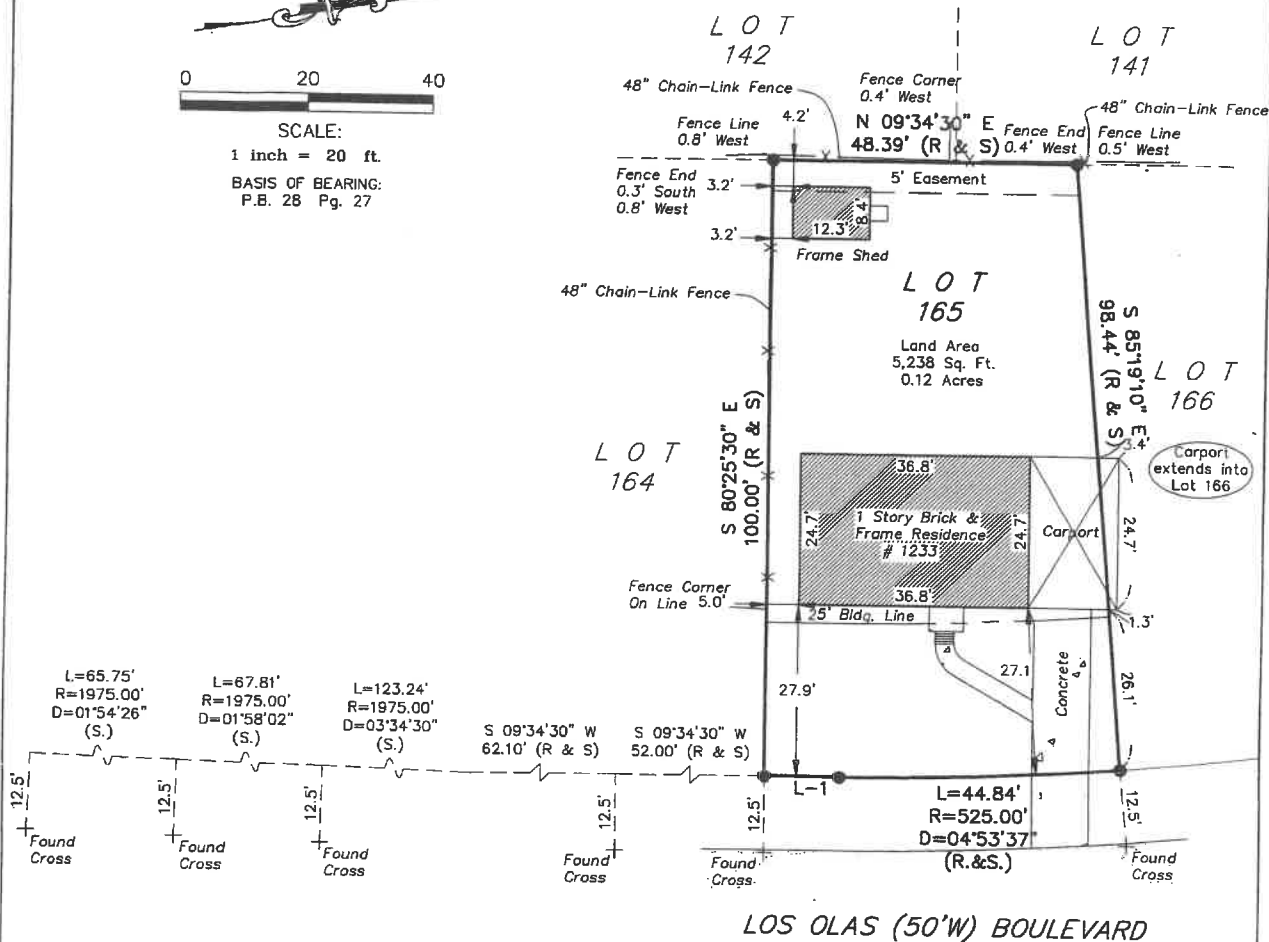 0 20 40
SCALE:
1 inch = 20 ft.
BASIS OF BEARING:
P.B. 28 Pg. 27
L O T
142
L O T
141
48" Chain-Link Fence
4.2'
Fence Corner
0.4' West
48" Chain-Link Fence
Fence Line
0.8' West
N 09°34'30" E
48.39' (R & S)
Fence End
0.4' West
Fence Line
0.5' West
5' Easement
Fence End
0.3' South
0.8' West
3.2'
8.4'
12.3'
3.2'
Frame Shed
48" Chain-Link Fence
L O T
165
Land Area
5,238 Sq. Ft.
0.12 Acres
S 85°19'10" E
98.44' (R & S)
L O T
166
S 80°25'30" E
100.00' (R & S)
L O T
164
3.4'
Carport
extends into
Lot 166
36.8'
24.7'
1 Story Brick &
Frame Residence
# 1233
24.7'
Carport
24.7'
36.8'
Fence Corner
On Line
5.0'
25' Bldg. Line
1.3'
27.9'
27.1
Concrete
26.1'
L=65.75'
R=1975.00'
D=01°54'26"
(S.)
L=67.81'
R=1975.00'
D=01°58'02"
(S.)
L=123.24'
R=1975.00'
D=03°34'30"
(S.)
S 09°34'30" W
62.10' (R & S)
S 09°34'30" W
52.00' (R & S)
L-1
L=44.84'
R=525.00'
D=04°53'37"
(R.&S.)
12.5'
12.5'
12.5'
12.5'
12.5'
12.5'
Found
Cross
Found
Cross
Found
Cross
Found
Cross
Found
Cross
Found
Cross
LOS OLAS (50'W) BOULEVARD